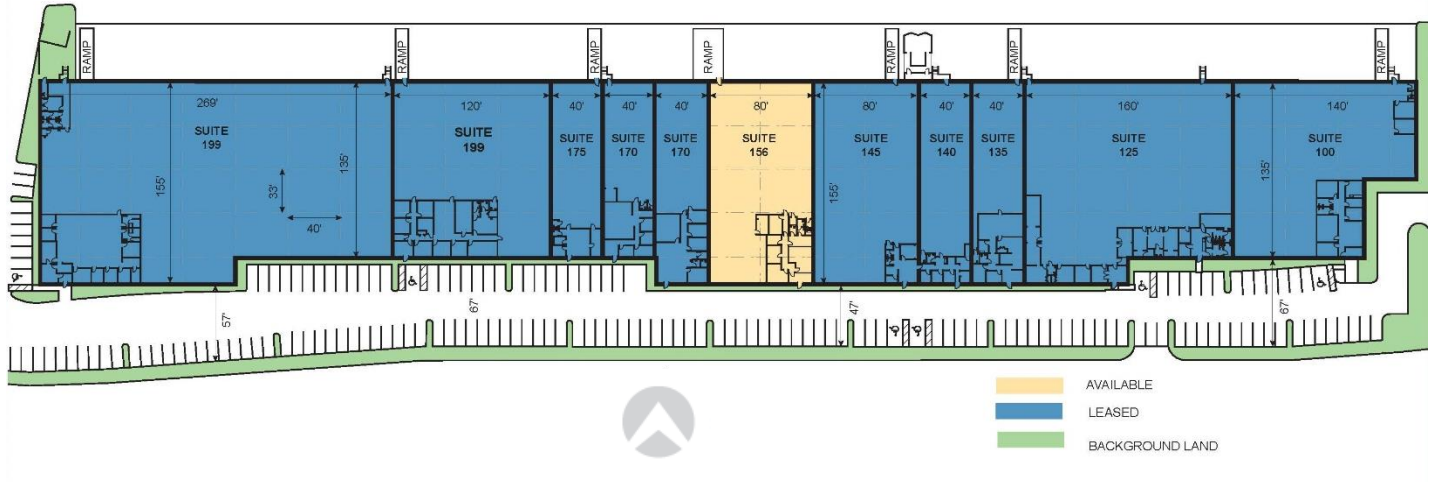 RAMP
RAMP
RAMP
RAMP
RAMP
RAMP
RAMP
269'
120'
40'
40'
40'
80'
80'
40'
40'
160'
140'
SUITE
199
SUITE
199
SUITE
175
SUITE
170
SUITE
170
SUITE
156
SUITE
145
SUITE
140
SUITE
135
SUITE
125
SUITE
100
155'
33'
40'
135'
155'
135'
57'
67'
47'
67'
AVAILABLE
LEASED
BACKGROUND LAND